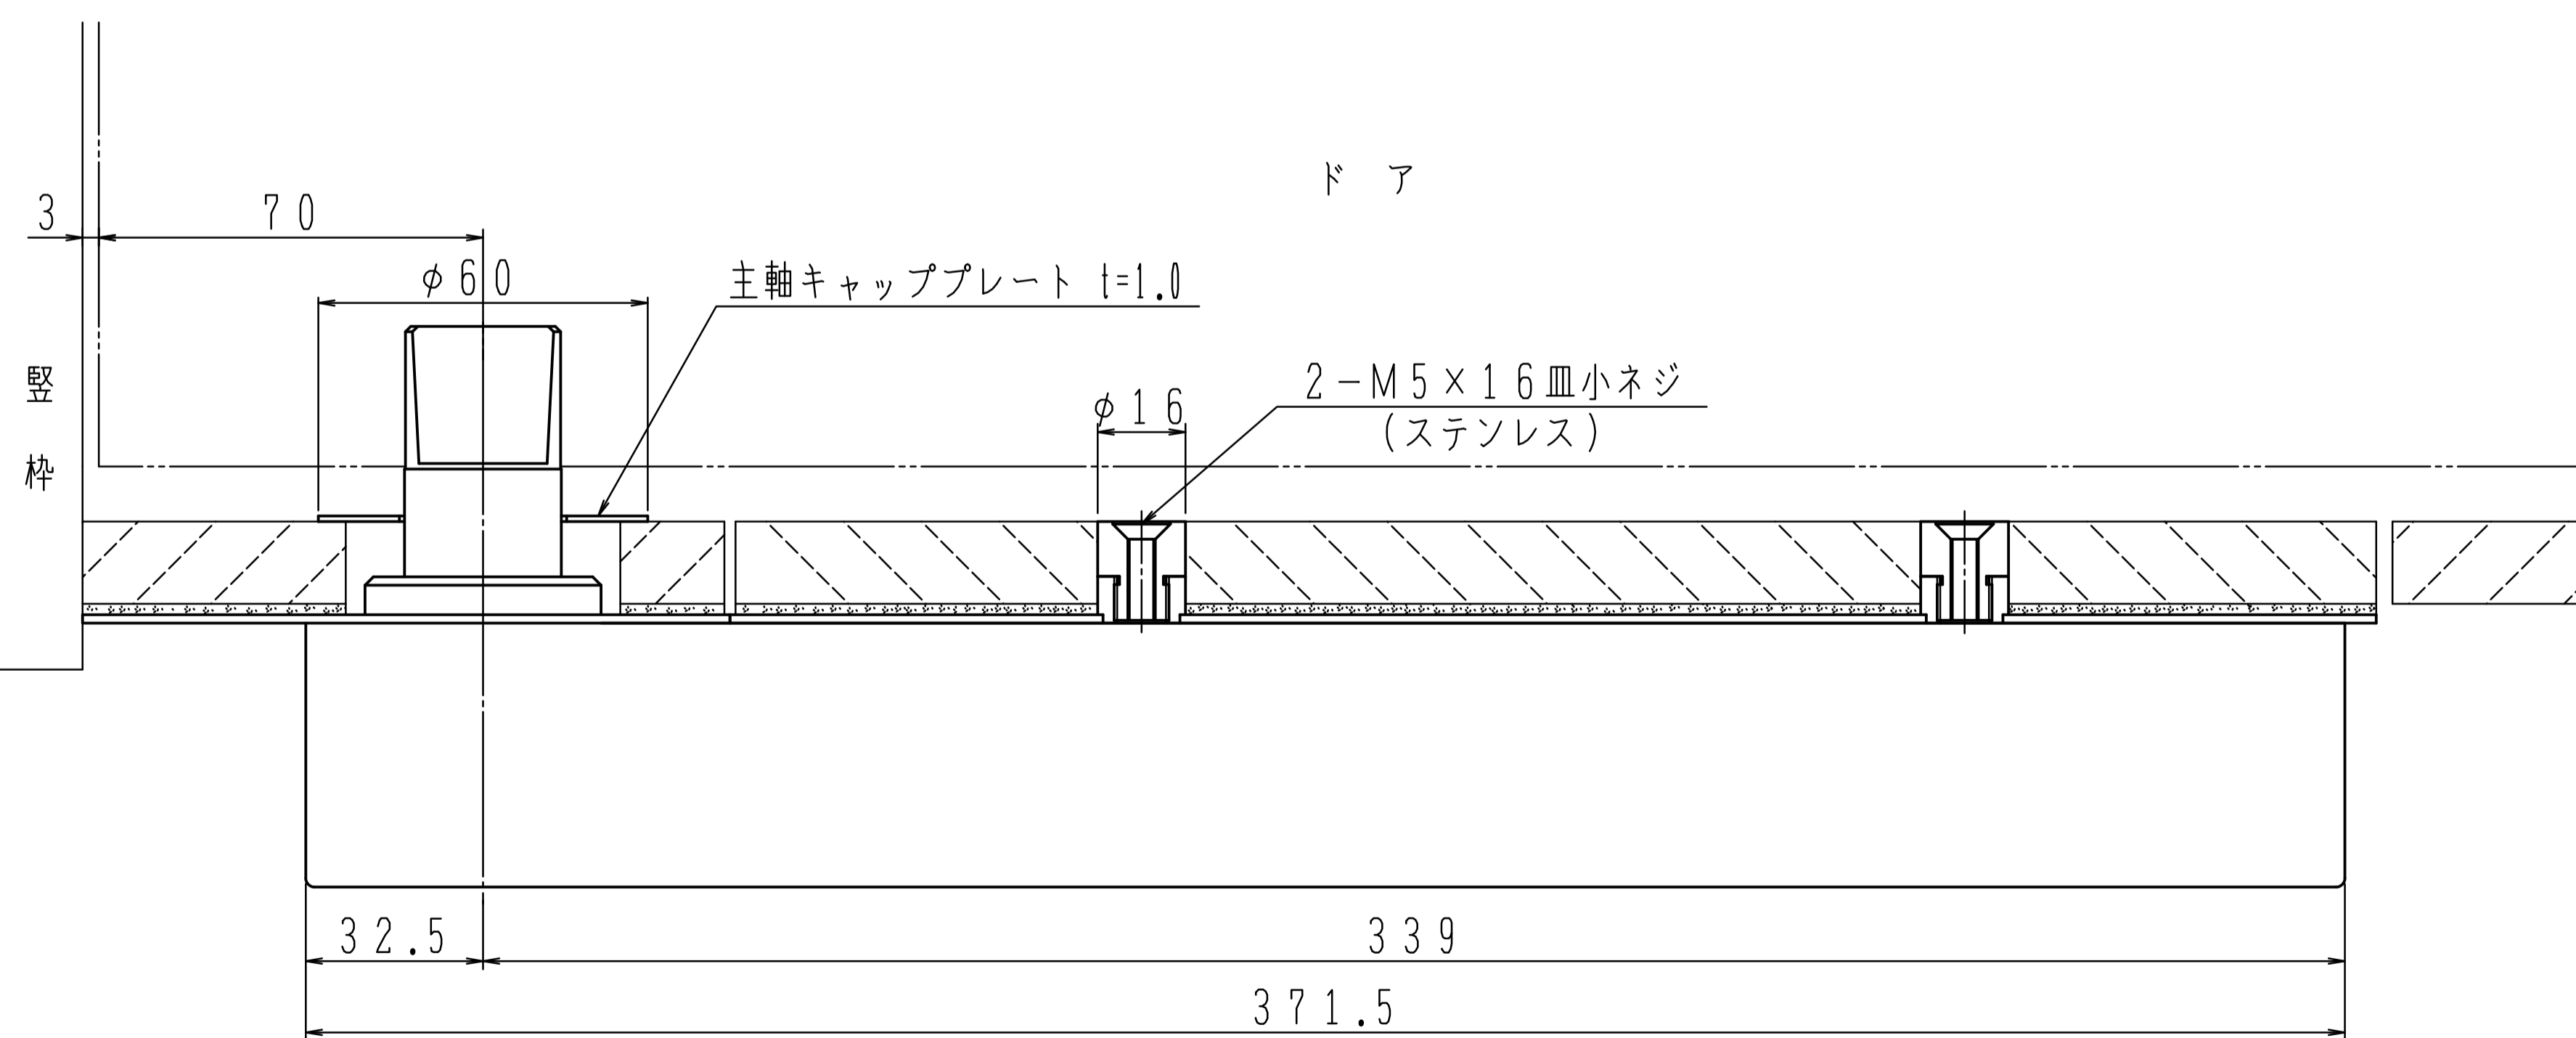 ドア
3
70
φ60
主軸キャッププレート t=1.0
竪枠
2-M5×16皿小ネジ
(ステンレス)
φ16
32.5
339
371.5